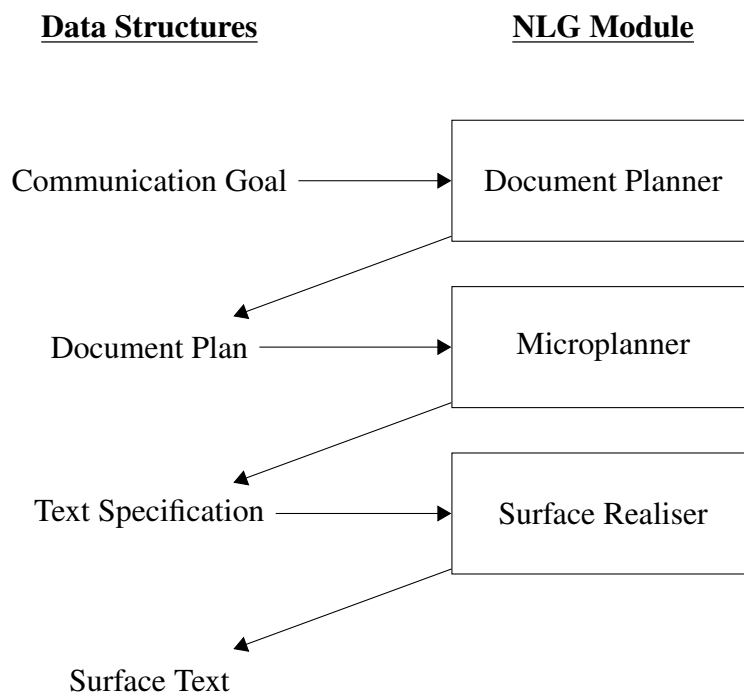 Data Structures
NLG Module
Communication Goal
Document Planner
Document Plan
Microplanner
Text Specification
Surface Realiser
Surface Text